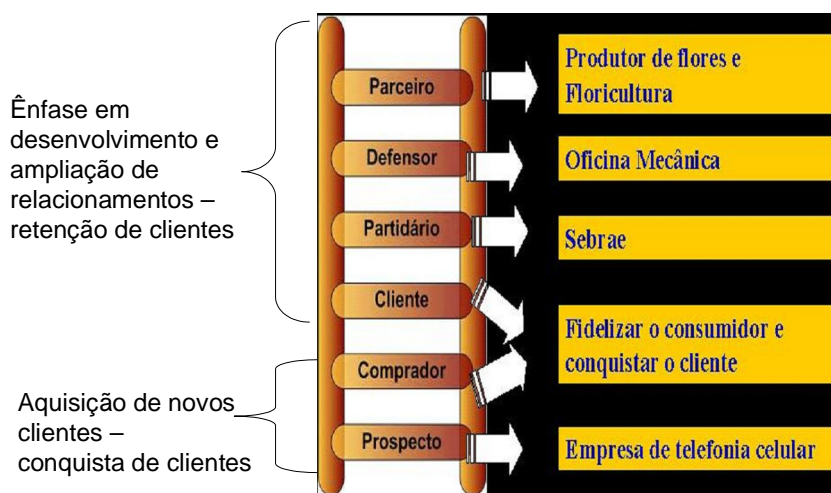 Ênfase em
desenvolvimento e
ampliação de
relacionamentos –
retenção de clientes
Aquisição de novos
clientes –
conquista de clientes
Parceiro
Defensor
Partidário
Cliente
Comprador
Prospecto
Produtor de flores e
Floricultura
Oficina Mecânica
Sebrae
Fidelizar o consumidor e
conquistar o cliente
Empresa de telefonia celular